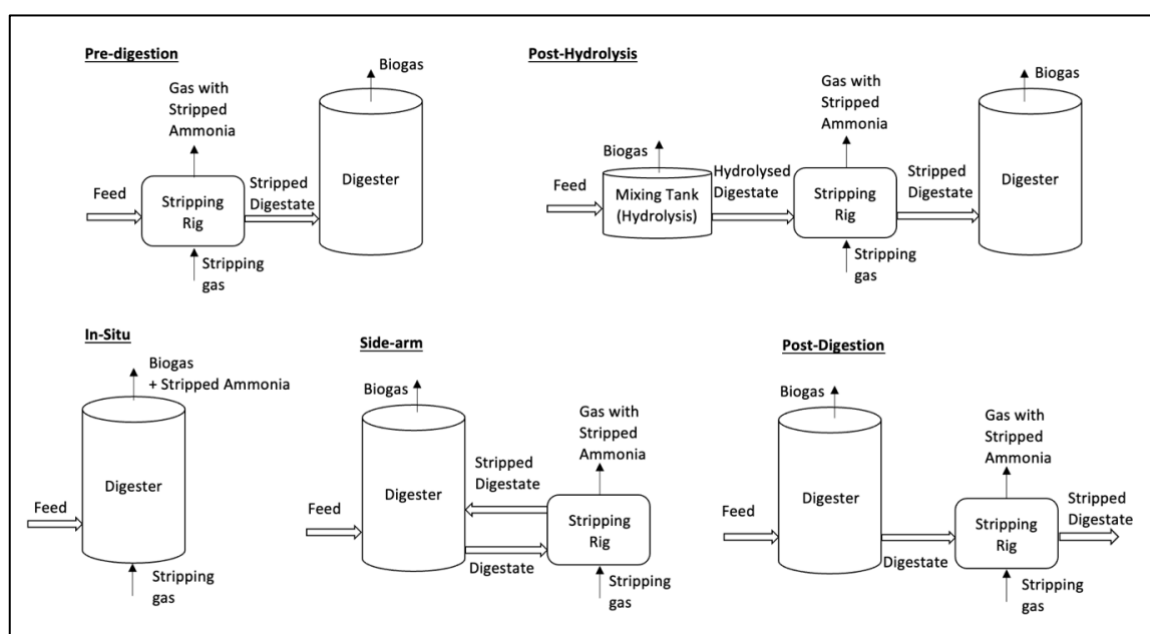 Pre-digestion
Biogas
Gas with
Stripped
Ammonia
Feed
Stripping
Rig
Stripped
Digestate
Digester
Stripping
gas
Post-Hydrolysis
Biogas
Feed
Mixing Tank
(Hydrolysis)
Hydrolysed
Digestate
Gas with
Stripped
Ammonia
Stripping
Rig
Stripping
gas
Stripped
Digestate
Biogas
Digester
In-Situ
Biogas
+ Stripped Ammonia
Feed
Digester
Stripping
gas
Side-arm
Biogas
Feed
Digester
Stripped
Digestate
Digestate
Gas with
Stripped
Ammonia
Stripping
Rig
Stripping
gas
Post-Digestion
Biogas
Feed
Digester
Digestate
Gas with
Stripped
Ammonia
Stripping
Rig
Stripping
gas
Stripped
Digestate